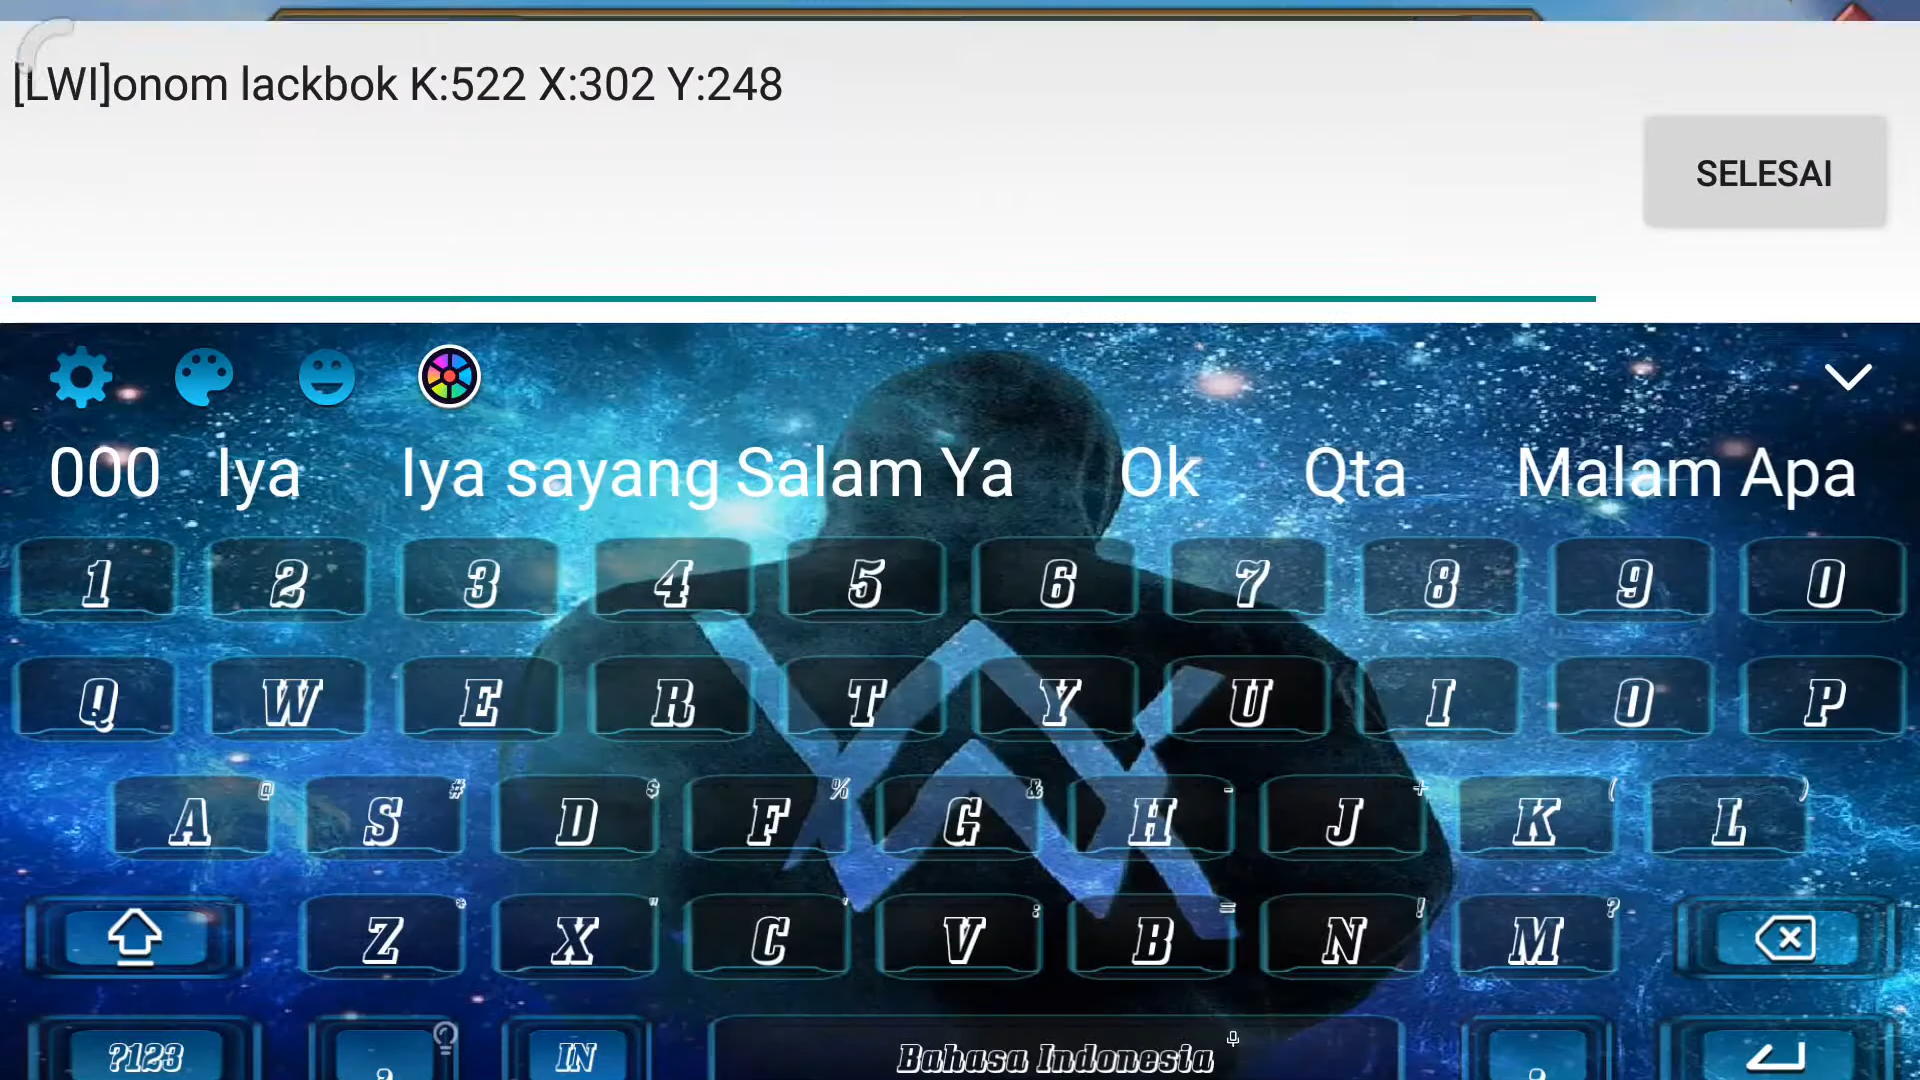 [LWI]onom lackbok K:522 X:302 Y:248
SELESAI
000 Iya Iya sayang Salam Ya Ok Qta Malam Apa
1 2 3 4 5 6 7 8 9 0
Q W E R T Y U I O P
@ # $ % & - + ( )
A S D F G H J K L
* " ' : = ! ?
Z X C V B N M
?123 , IN Bahasa Indonesia .